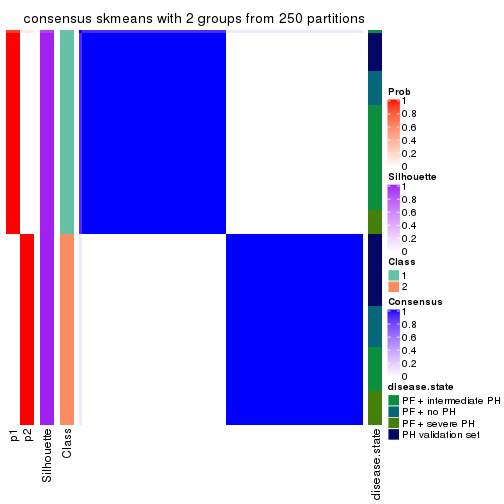 consensus skmeans with 2 groups from 250 partitions
Prob
1
0.8
0.6
0.4
0.2
0
Silhouette
1
0.8
0.6
0.4
0.2
0
Class
1
2
Consensus
1
0.8
0.6
0.4
0.2
0
disease.state
PF + intermediate PH
PF + no PH
PF + severe PH
PH validation set
p1
p2
Silhouette
Class
disease.state